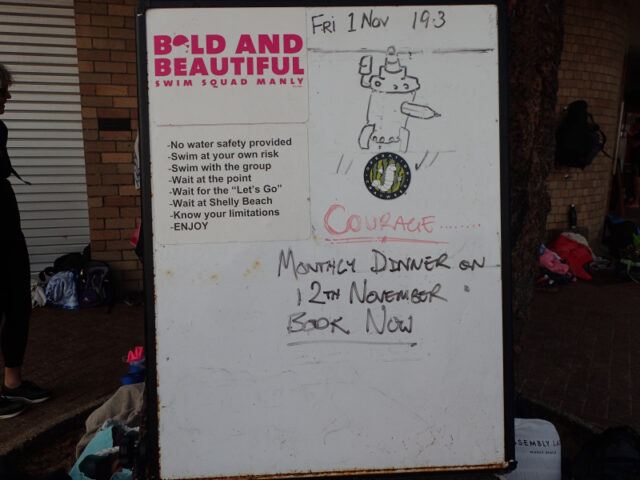 FRI 1 NOV 19.3
BOLD AND
BEAUTIFUL
SWIM SQUAD MANLY
-No water safety provided
-Swim at your own risk
-Swim with the group
-Wait at the point
-Wait for the “Let's Go”
-Wait at Shelly Beach
-Know your limitations
-ENJOY
COURAGE........
MONTHLY DINNER ON
12TH NOVEMBER.
BOOK NOW